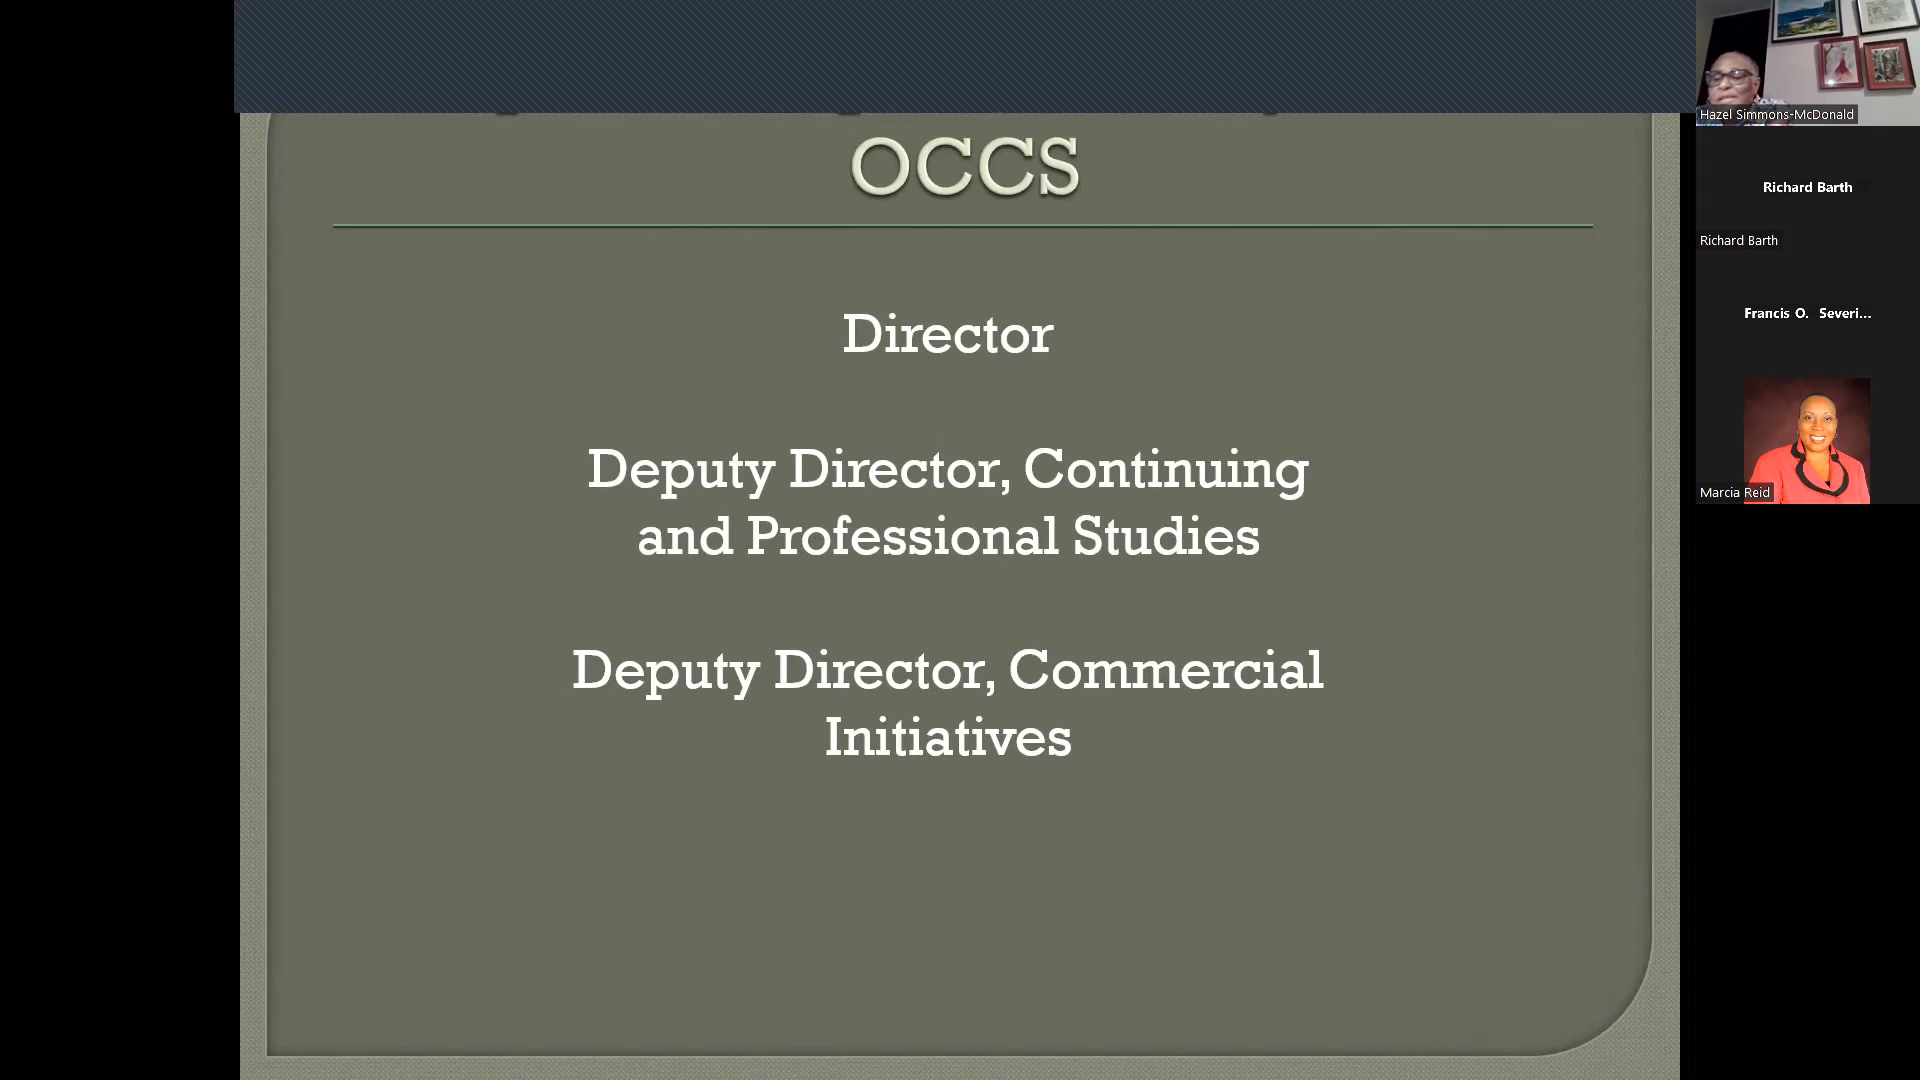 OCCS
Director
Deputy Director, Continuing
and Professional Studies
Deputy Director, Commercial
Initiatives
Hazel Simmons-McDonald
Richard Barth
Richard Barth
Francis O. Severi...
Marcia Reid